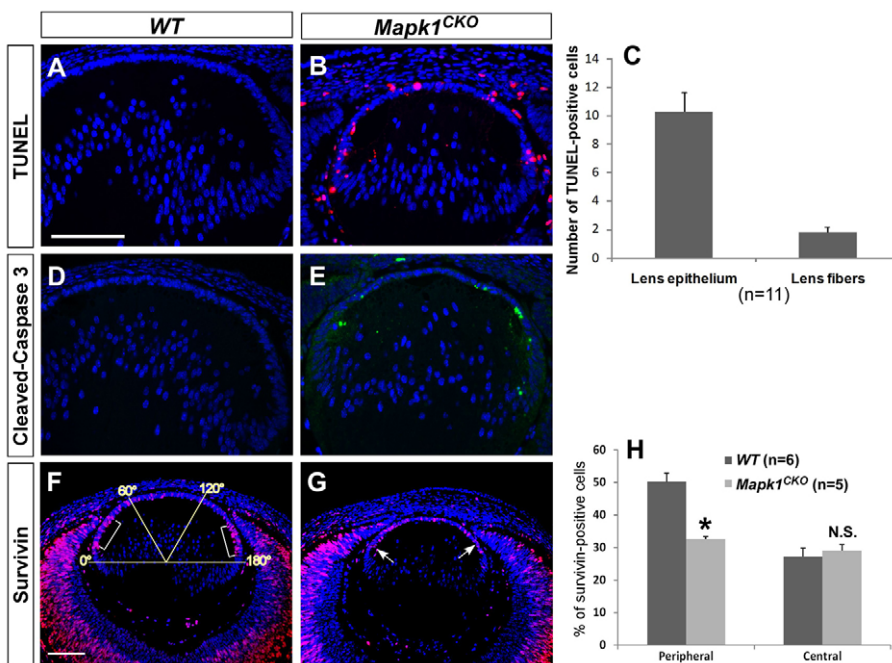 WT
Mapk1CKO
TUNEL
A
B
C
Number of TUNEL-positive cells
14
12
10
8
6
4
2
0
Lens epithelium
Lens fibers
(n=11)
Cleaved-Caspase 3
D
E
Survivin
F
60°
120°
0°
180°
G
H
% of survivin-positive cells
60
50
40
30
20
10
0
WT (n=6)
Mapk1CKO (n=5)
*
N.S.
Peripheral
Central